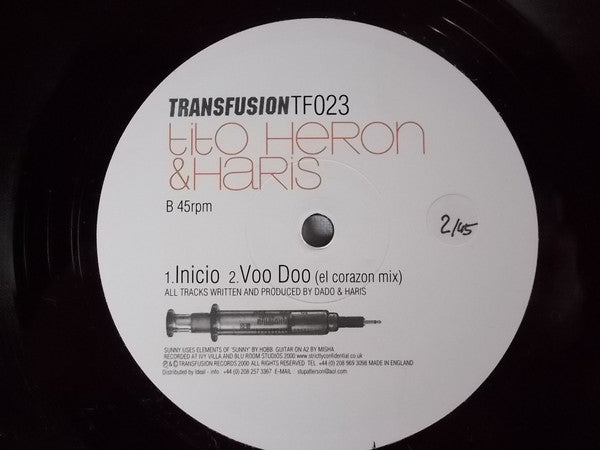 TRANSFUSIONTF023
tito Heron
&Haris
B 45rpm
2/45
1.Inicio 2.Voo Doo (el corazon mix)
ALL TRACKS WRITTEN AND PRODUCED BY DADO & HARIS
SUNNY USES ELEMENTS OF 'SUNNY' BY HOBB. GUITAR ON A2 BY MISHA
RECORDED AT IVY VILLA AND BLU ROOM STUDIOS 2000 www.strictlyconfidential.co.uk
℗ & © TRANSFUSION RECORDS 2000 ALL RIGHTS RESERVED TEL. +44 (0) 208 969 3098 MADE IN ENGLAND
Distributed by Ideal - info : +44 (0) 208 257 3367 E-MAIL : stupatterson@aol.com